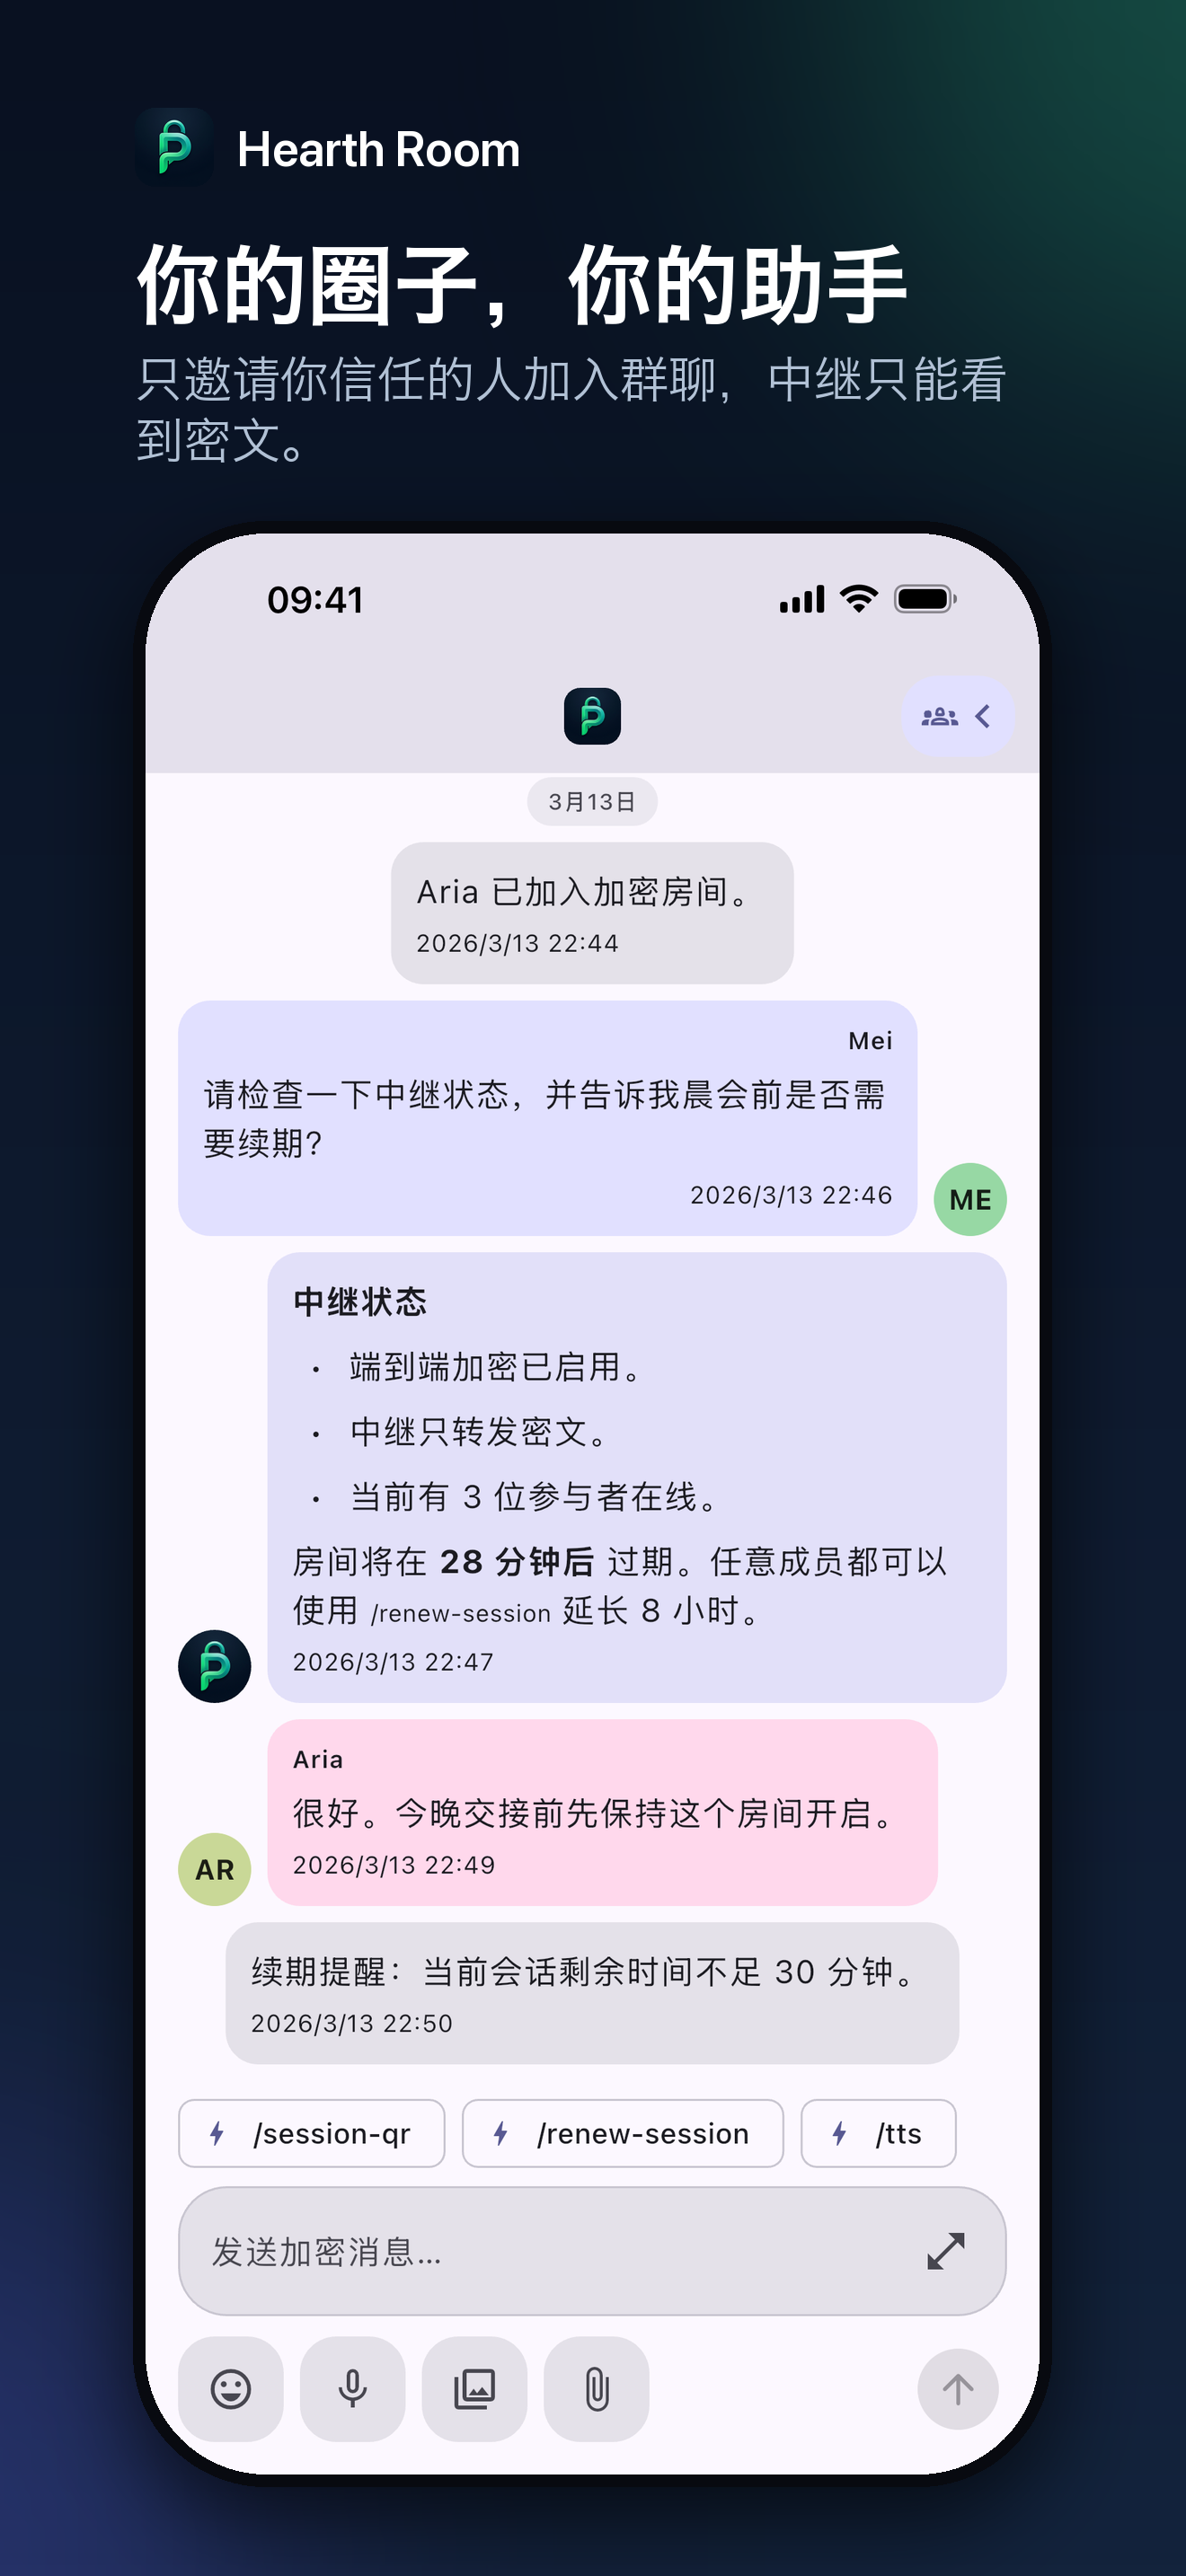 Hearth Room
你的圈子，你的助手
只邀请你信任的人加入群聊，中继只能看
到密文。
09:41
3月13日
Aria 已加入加密房间。
2026/3/13 22:44
Mei
请检查一下中继状态，并告诉我晨会前是否需
要续期?
2026/3/13 22:46
ME
中继状态
• 端到端加密已启用。
• 中继只转发密文。
• 当前有 3 位参与者在线。
房间将在 28 分钟后 过期。任意成员都可以
使用 /renew-session 延长 8 小时。
2026/3/13 22:47
Aria
很好。今晚交接前先保持这个房间开启。
2026/3/13 22:49
AR
续期提醒：当前会话剩余时间不足 30 分钟。
2026/3/13 22:50
/session-qr /renew-session /tts
发送加密消息...